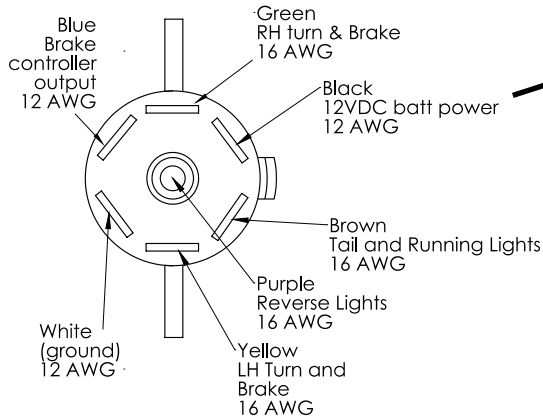 Blue
Brake
controller
output
12 AWG
Green
RH turn & Brake
16 AWG
Black
12VDC batt power
12 AWG
Brown
Tail and Running Lights
16 AWG
Purple
Reverse Lights
16 AWG
White
(ground)
12 AWG
Yellow
LH Turn and
Brake
16 AWG